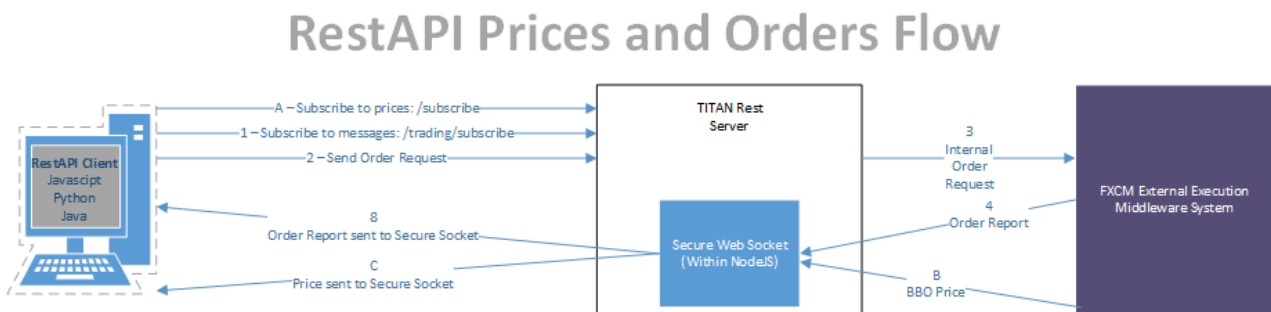 RestAPI Prices and Orders Flow
A – Subscribe to prices: /subscribe
1 – Subscribe to messages: /trading/subscribe
2 – Send Order Request
RestAPI Client
Javascipt
Python
Java
8
Order Report sent to Secure Socket
C
Price sent to Secure Socket
TITAN Rest
Server
Secure Web Socket
(Within NodeJS)
3
Internal
Order
Request
4
Order Report
B
BBO Price
FXCM External Execution
Middleware System